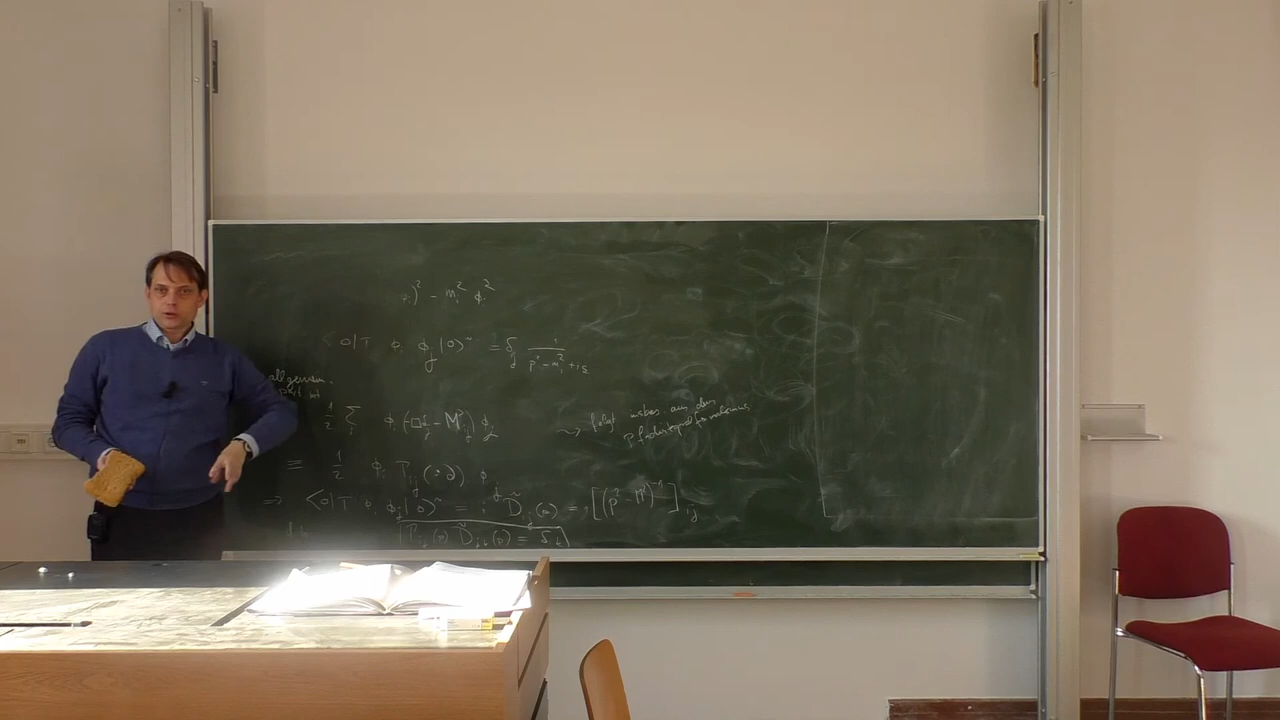 )² - m_i² φ_i²
<0|T φ_i φ_j|0>~ = δ_ij i/(p² - m_i² + iε)
allgemein.
1/2 Σ_i φ_i (-□δ_ij - M²_ij) φ_j
~> folgt insbes. aus dem
Pfadintegralformalismus
≡ 1/2 φ_i P_ij(i∂) φ_j
=> <0|T φ_i φ_j|0>~ = i D̃_ij(p) = i [(p² - M²)^-1]_ij
P_ij(p) D̃_jk(p) = δ_ik